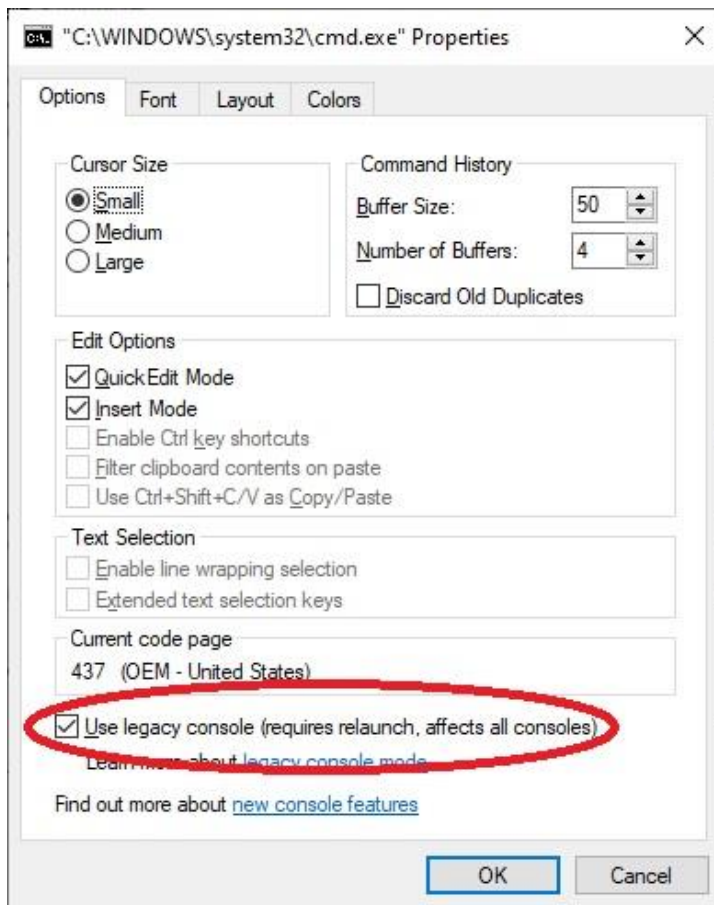 C:\. "C:\WINDOWS\system32\cmd.exe" Properties
Options Font Layout Colors
Cursor Size
Small
Medium
Large
Command History
Buffer Size: 50
Number of Buffers: 4
Discard Old Duplicates
Edit Options
QuickEdit Mode
Insert Mode
Enable Ctrl key shortcuts
Filter clipboard contents on paste
Use Ctrl+Shift+C/V as Copy/Paste
Text Selection
Enable line wrapping selection
Extended text selection keys
Current code page
437 (OEM - United States)
Use legacy console (requires relaunch, affects all consoles)
Learn more about legacy console mode
Find out more about new console features
OK Cancel